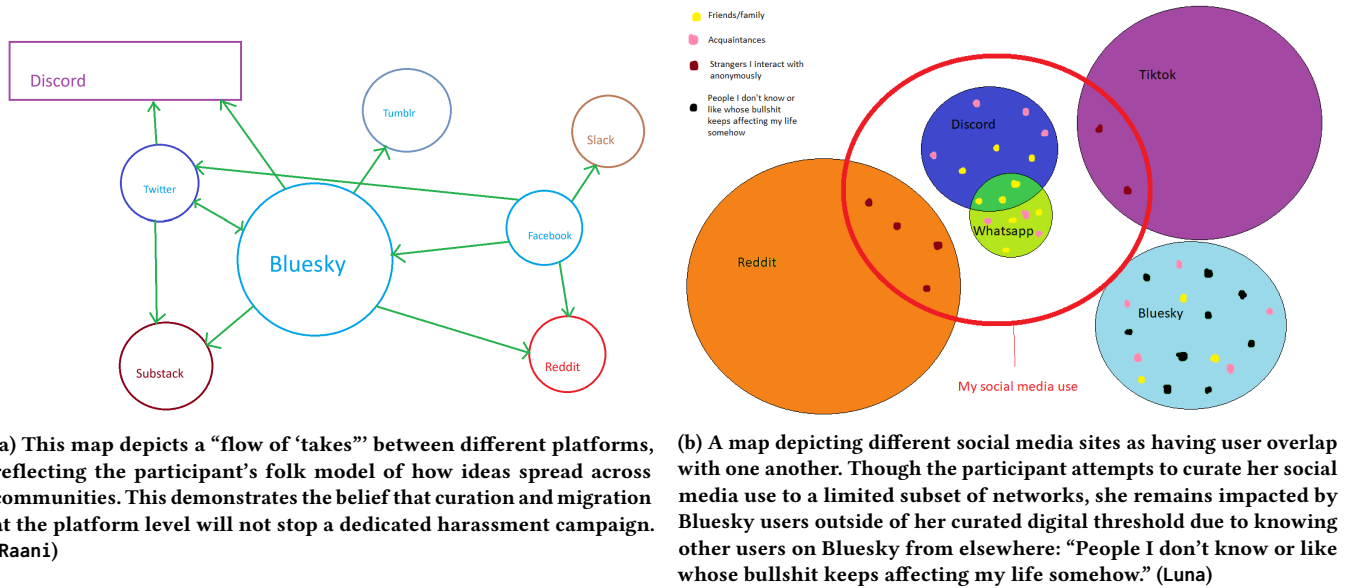 Discord
Tumblr
Slack
Twitter
Facebook
Bluesky
Substack
Reddit
a) This map depicts a “flow of ‘takes”’ between different platforms,
reflecting the participant’s folk model of how ideas spread across
communities. This demonstrates the belief that curation and migration
at the platform level will not stop a dedicated harassment campaign.
Raani)
Friends/family
Acquaintances
Strangers I interact with
anonymously
People I don't know or
like whose bullshit
keeps affecting my life
somehow
Tiktok
Discord
Whatsapp
Reddit
Bluesky
My social media use
(b) A map depicting different social media sites as having user overlap
with one another. Though the participant attempts to curate her social
media use to a limited subset of networks, she remains impacted by
Bluesky users outside of her curated digital threshold due to knowing
other users on Bluesky from elsewhere: “People I don’t know or like
whose bullshit keeps affecting my life somehow.” (Luna)